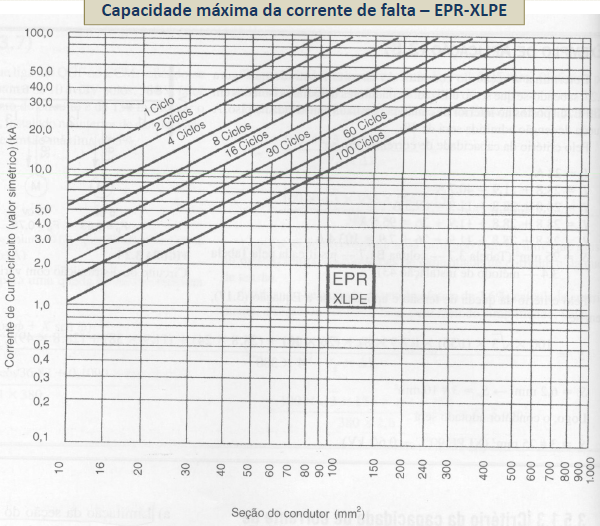 Capacidade máxima da corrente de falta – EPR-XLPE
Corrente de Curto-circuito (valor simétrico) (kA)
100,0
50,0
40,0
30,0
20,0
10,0
5,0
4,0
3.0
2,0
1,0
0,5
0,4
0,3
0,2
0,1
1 Ciclo
2 Ciclos
4 Ciclos
8 Ciclos
16 Ciclos
30 Ciclos
60 Ciclos
100 Ciclos
EPR
XLPE
10 16 20 30 40 50 60 70 80 90 100 150 200 240 300 400 500 600 700 800 900 1.000
Seção do condutor (mm²)